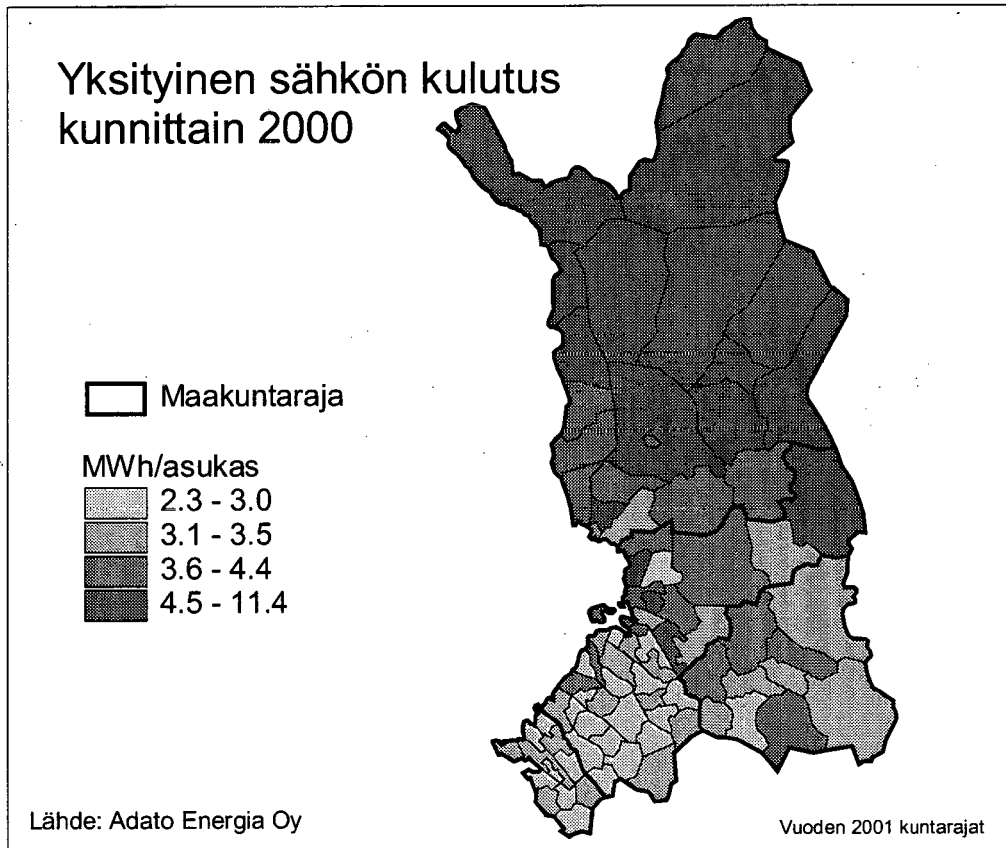 Yksityinen sähkön kulutus
kunnittain 2000
Maakuntaraja
MWh/asukas
2.3 - 3.0
3.1 - 3.5
3.6 - 4.4
4.5 - 11.4
Lähde: Adato Energia Oy
Vuoden 2001 kuntarajat